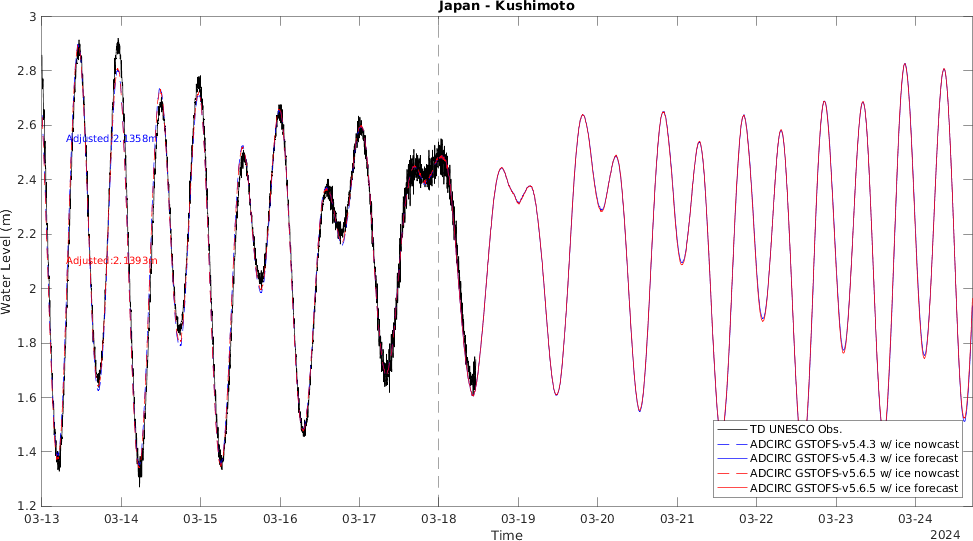 Japan - Kushimoto
3
2.8
2.6
2.4
2.2
2
1.8
1.6
1.4
1.2
Water Level (m)
Adjusted:2.1358m
Adjusted:2.1393m
TD UNESCO Obs.
ADCIRC GSTOFS-v5.4.3 w/ ice nowcast
ADCIRC GSTOFS-v5.4.3 w/ ice forecast
ADCIRC GSTOFS-v5.6.5 w/ ice nowcast
ADCIRC GSTOFS-v5.6.5 w/ ice forecast
03-13 03-14 03-15 03-16 03-17 03-18 03-19 03-20 03-21 03-22 03-23 03-24
Time
2024